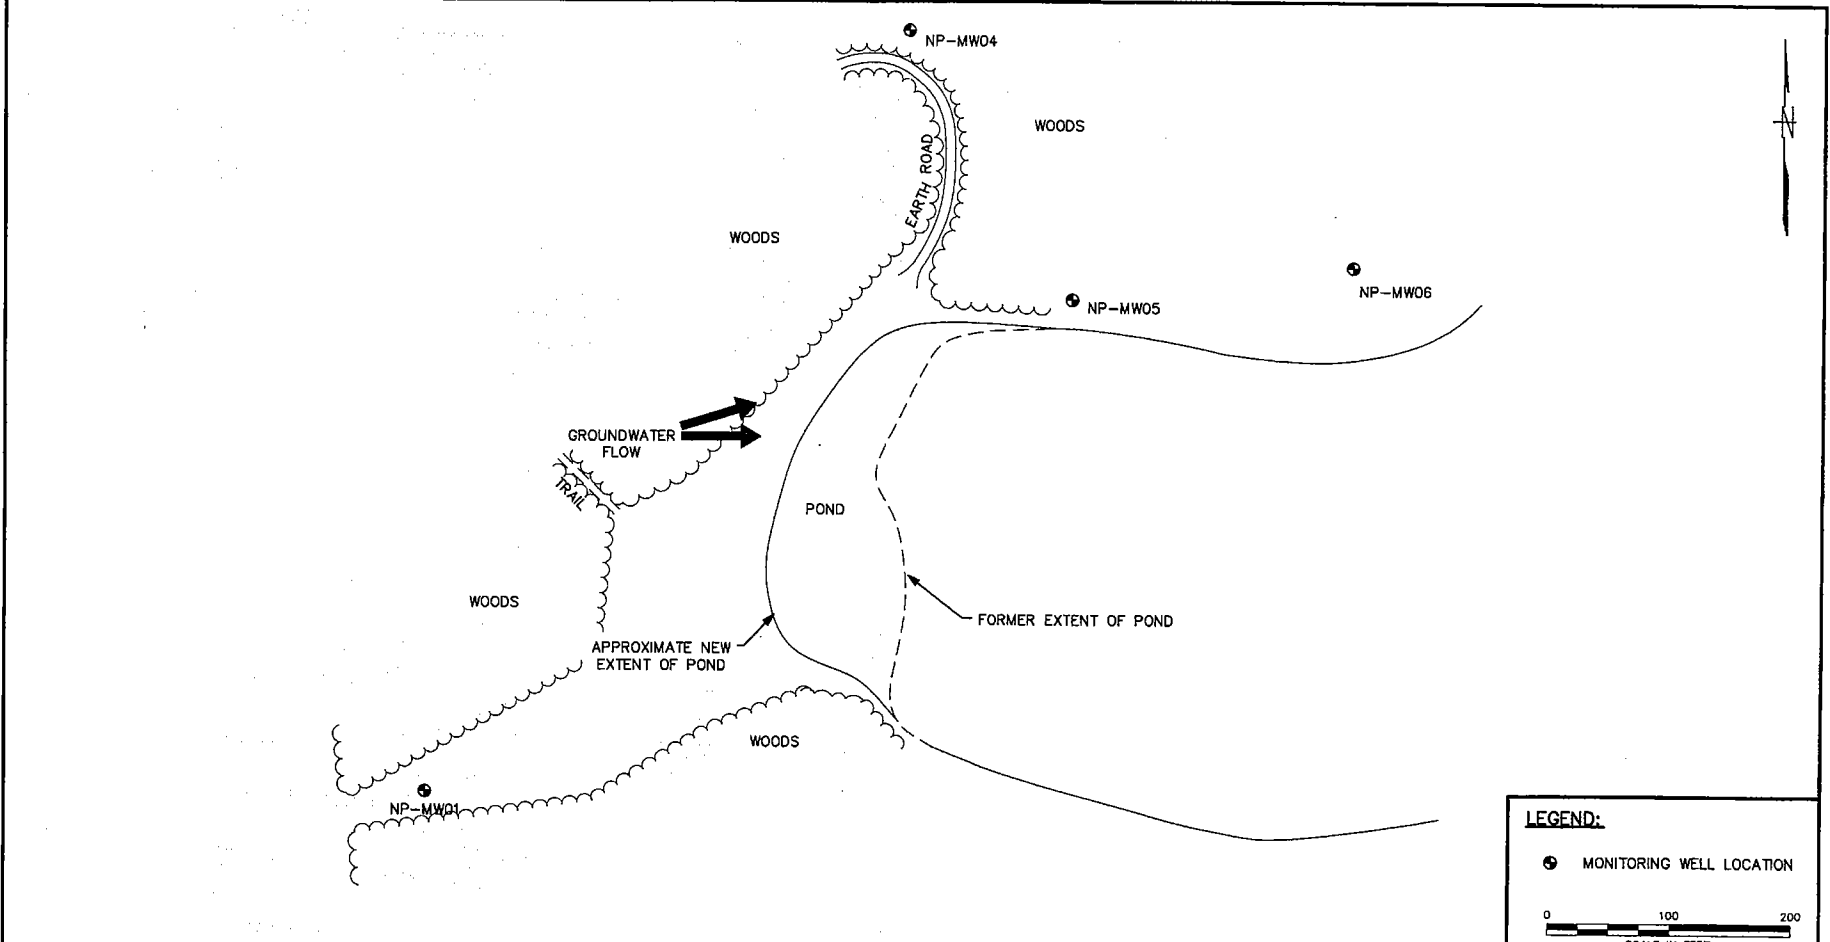 NP-MW04
WOODS
N
EARTH ROAD
WOODS
NP-MW06
NP-MW05
GROUNDWATER
FLOW
TRAIL
POND
WOODS
FORMER EXTENT OF POND
APPROXIMATE NEW
EXTENT OF POND
WOODS
NP-MW01
LEGEND:
MONITORING WELL LOCATION
0 100 200